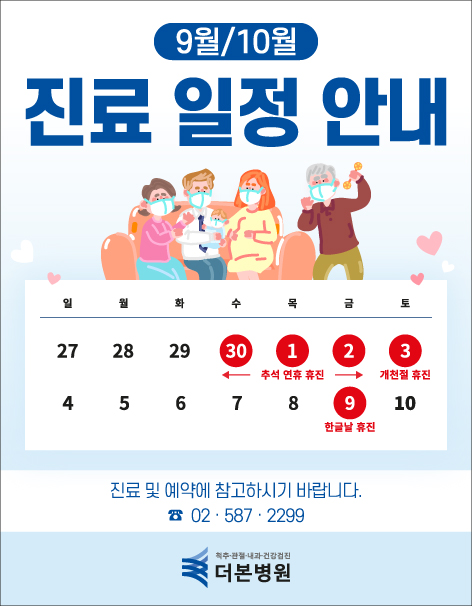 9월/10월
진료 일정 안내
일 월 화 수 목 금 토
27 28 29 30 1 2 3
추석 연휴 휴진 개천절 휴진
4 5 6 7 8 9 10
한글날 휴진
진료 및 예약에 참고하시기 바랍니다.
☎ 02 · 587 · 2299
척추·관절·내과·건강검진
더본병원